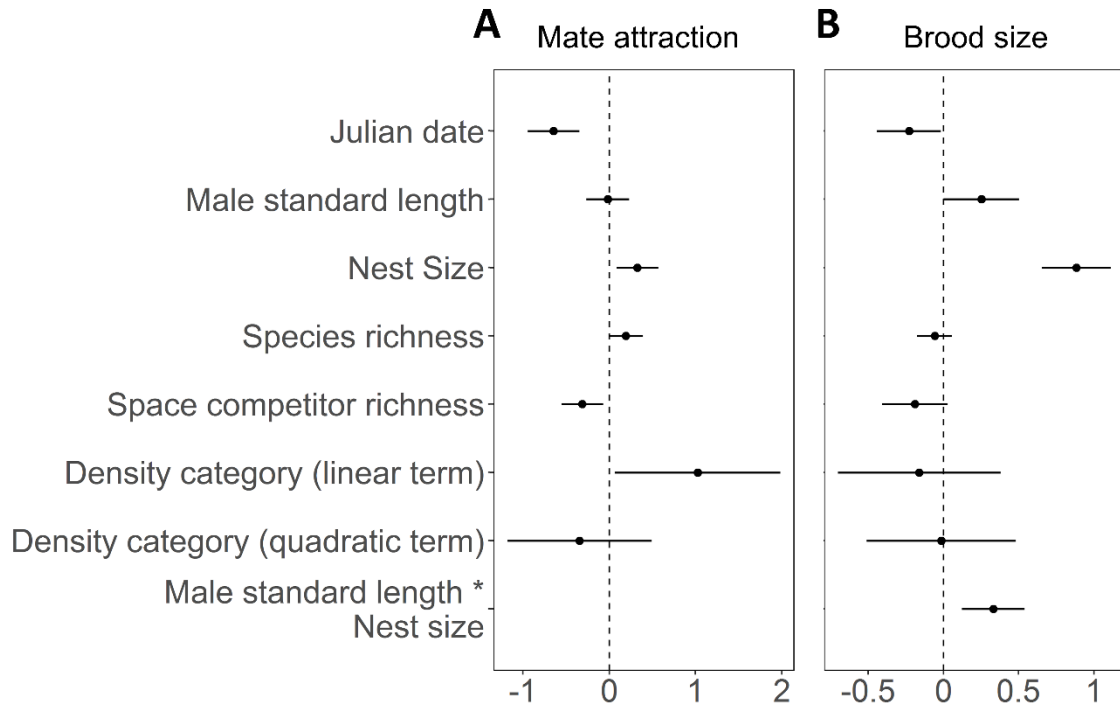 A Mate attraction B Brood size
Julian date
Male standard length
Nest Size
Species richness
Space competitor richness
Density category (linear term)
Density category (quadratic term)
Male standard length *
Nest size
-1 0 1 2 -0.5 0 0.5 1